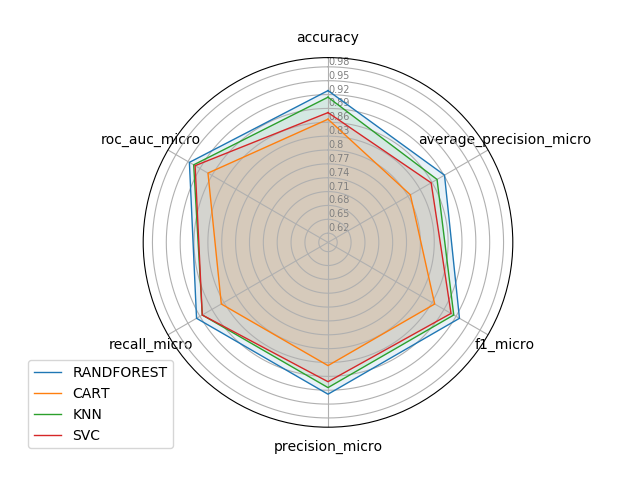 accuracy
0.98
0.95
0.92
0.89
0.86
0.83
0.8
0.77
0.74
0.71
0.68
0.65
0.62
roc_auc_micro
average_precision_micro
recall_micro
f1_micro
precision_micro
RANDFOREST
CART
KNN
SVC